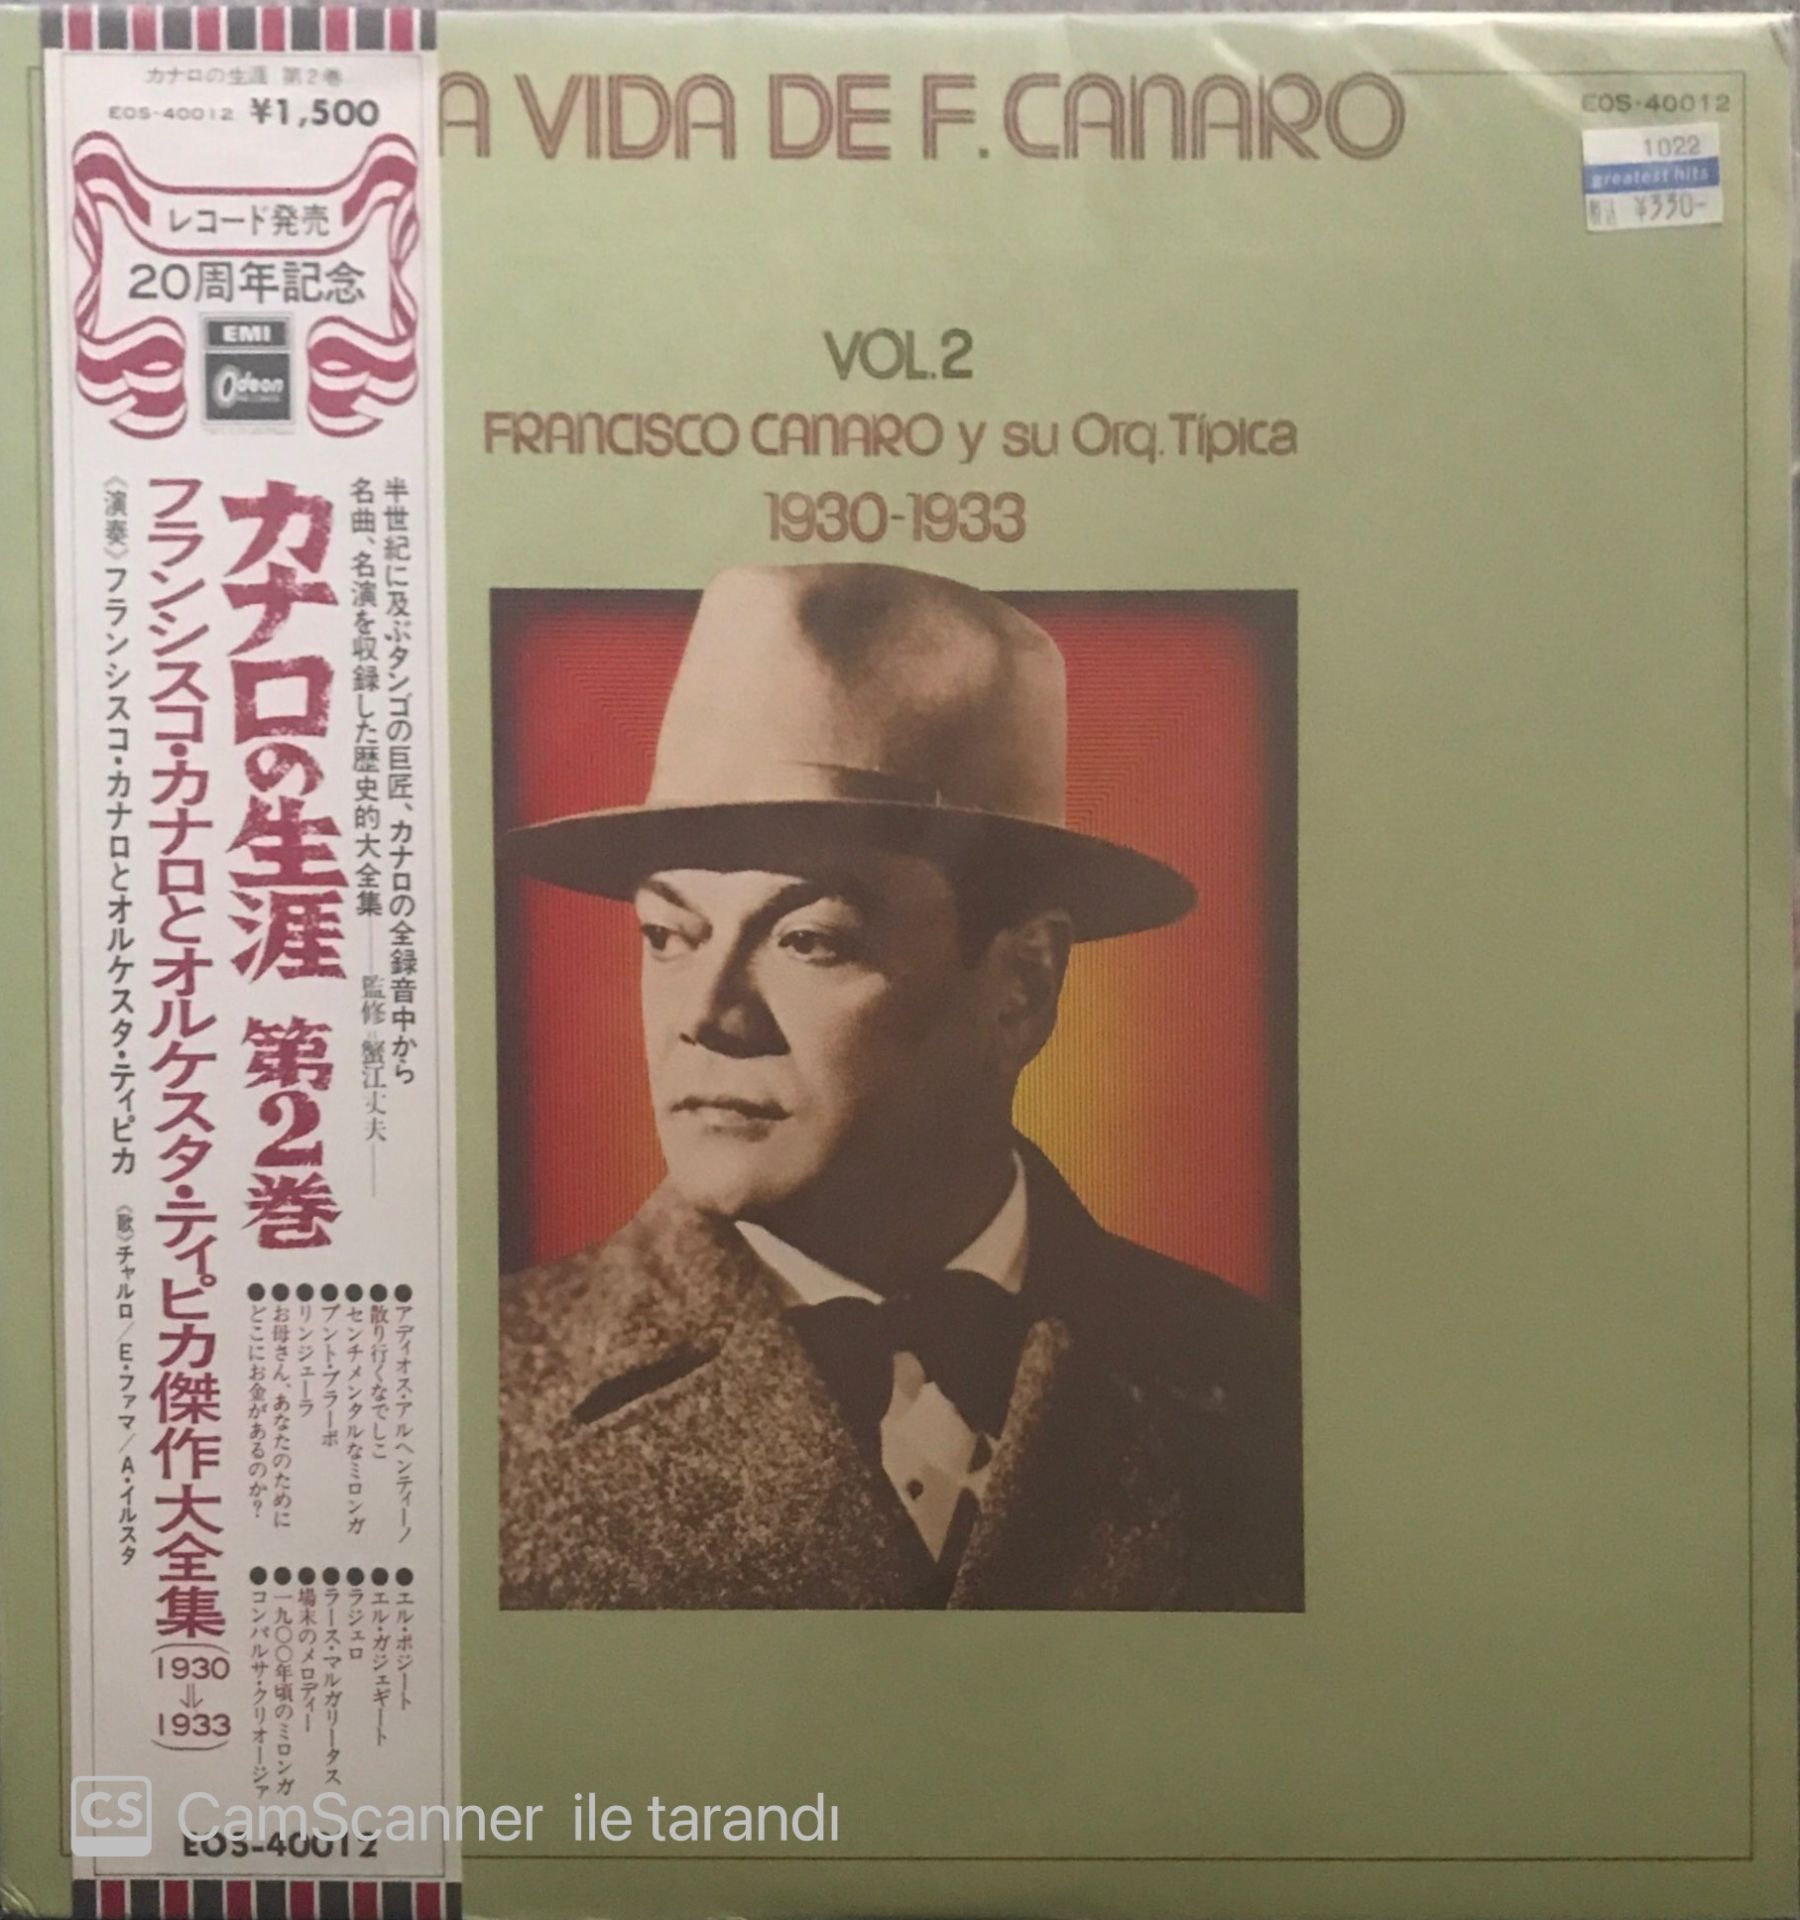 カナロの生涯 第2巻
EOS-40012 ¥1,500
レコード発売
20周年記念
EMI
Odeon
半世紀に及ぶタンゴの巨匠、カナロの全録音中から
名曲、名演を収録した歴史的大全集——監修=蟹江丈夫——
カナロの生涯 第2巻
フランシスコ・カナロとオルケスタ・ティピカ傑作大全集(1930⇒1933)
《演奏》フランシスコ・カナロとオルケスタ・ティピカ 《歌》チャルロ/E・ファマ/A・イルスタ
●アディオス・アルヘンティーノ
●散り行くなでしこ
●センチメンタルなミロンガ
●プント・ブラーボ
●リンジェーラ
●お母さん、あなたのために
●どこにお金があるのか?
●エル・ポジート
●エル・ガジェギート
●ラジェロ
●ラース・マルガリータス
●場末のメロディー
●一九〇〇年頃のミロンガ
●コンパルサ・クリオージァ
EOS-40012
A VIDA DE F. CANARO
EOS-40012
1022
greatest hits
税込 ¥330-
VOL.2
FRANCISCO CANARO y su Orq. Típica
1930-1933
CS CamScanner ile tarandı